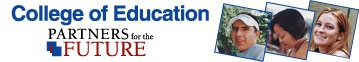 College of Education
PARTNERS for the
FUTURE